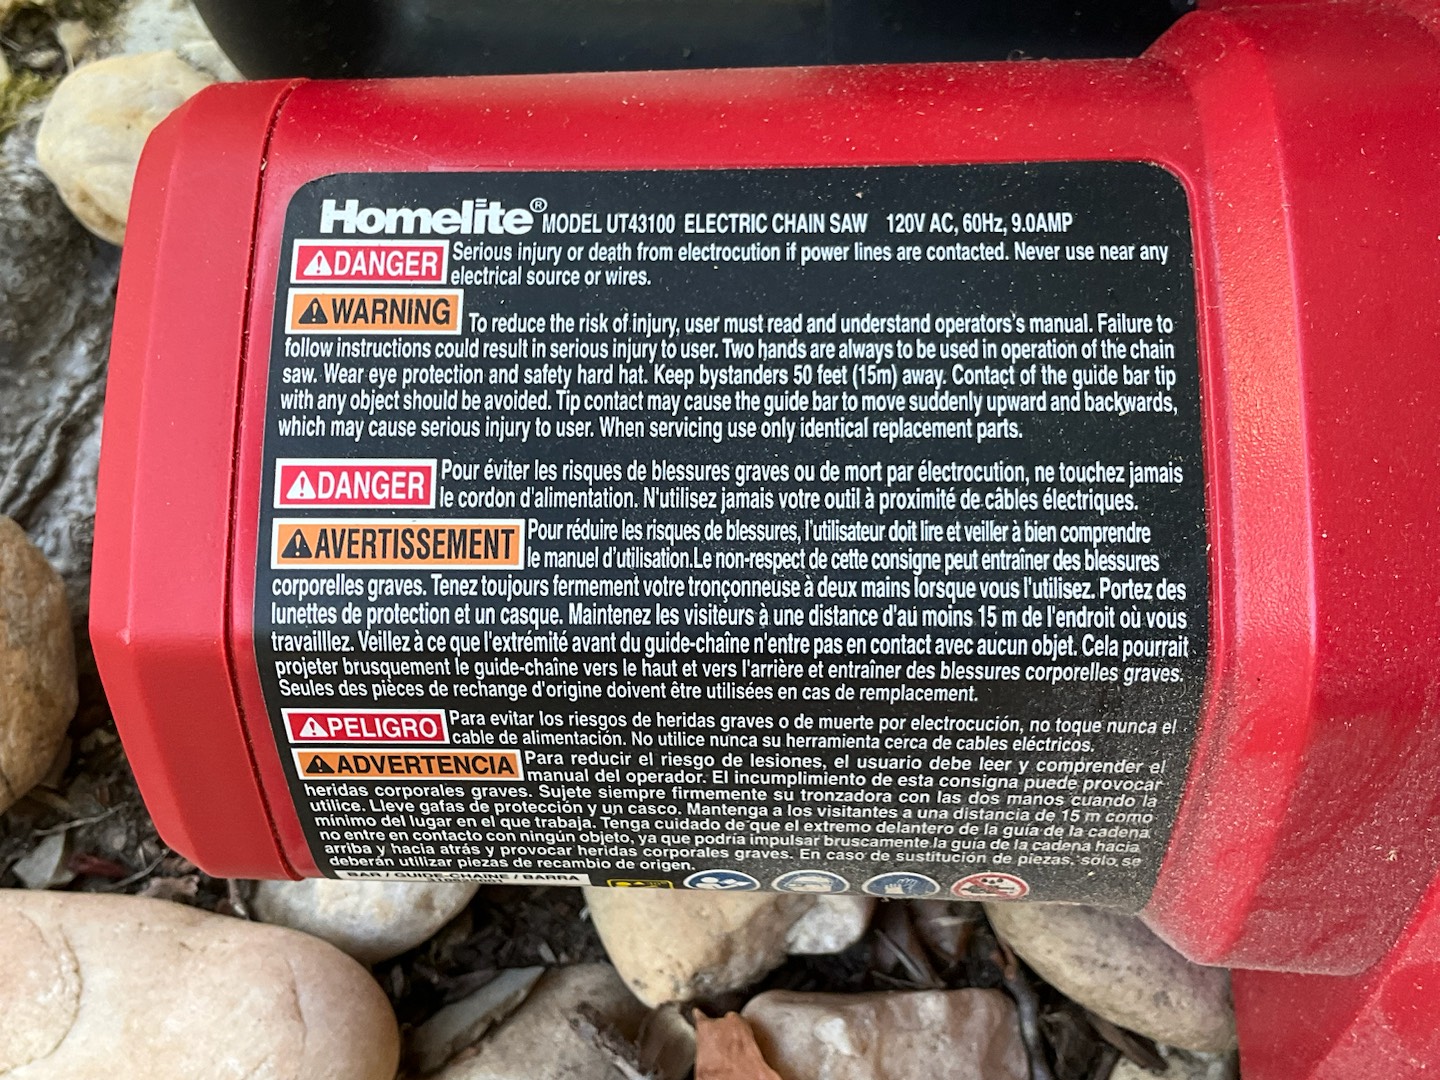 Homelite® MODEL UT43100 ELECTRIC CHAIN SAW 120V AC, 60Hz, 9.0AMP
DANGER Serious injury or death from electrocution if power lines are contacted. Never use near any
electrical source or wires.
WARNING To reduce the risk of injury, user must read and understand operators's manual. Failure to
follow instructions could result in serious injury to user. Two hands are always to be used in operation of the chain
saw. Wear eye protection and safety hard hat. Keep bystanders 50 feet (15m) away. Contact of the guide bar tip
with any object should be avoided. Tip contact may cause the guide bar to move suddenly upward and backwards,
which may cause serious injury to user. When servicing use only identical replacement parts.
DANGER Pour éviter les risques de blessures graves ou de mort par électrocution, ne touchez jamais
le cordon d'alimentation. N'utilisez jamais votre outil à proximité de câbles électriques.
AVERTISSEMENT Pour réduire les risques de blessures, l'utilisateur doit lire et veiller à bien comprendre
le manuel d'utilisation.Le non-respect de cette consigne peut entraîner des blessures
corporelles graves. Tenez toujours fermement votre tronçonneuse à deux mains lorsque vous l'utilisez. Portez des
lunettes de protection et un casque. Maintenez les visiteurs à une distance d'au moins 15 m de l'endroit où vous
travailllez. Veillez à ce que l'extrémité avant du guide-chaîne n'entre pas en contact avec aucun objet. Cela pourrait
projeter brusquement le guide-chaîne vers le haut et vers l'arrière et entraîner des blessures corporelles graves.
Seules des pièces de rechange d'origine doivent être utilisées en cas de remplacement.
PELIGRO Para evitar los riesgos de heridas graves o de muerte por electrocución, no toque nunca el
cable de alimentación. No utilice nunca su herramienta cerca de cables eléctricos.
ADVERTENCIA Para reducir el riesgo de lesiones, el usuario debe leer y comprender el
manual del operador. El incumplimiento de esta consigna puede provocar
heridas corporales graves. Sujete siempre firmemente su tronzadora con las dos manos cuando la
utilice. Lleve gafas de protección y un casco. Mantenga a los visitantes a una distancia de 15 m como
mínimo del lugar en el que trabaja. Tenga cuidado de que el extremo delantero de la guía de la cadena
no entre en contacto con ningún objeto, ya que podría impulsar bruscamente la guía de la cadena hacia
arriba y hacia atrás y provocar heridas corporales graves. En caso de sustitución de piezas, sólo se
deberán utilizar piezas de recambio de origen.
BAR / GUIDE-CHAINE / BARRA